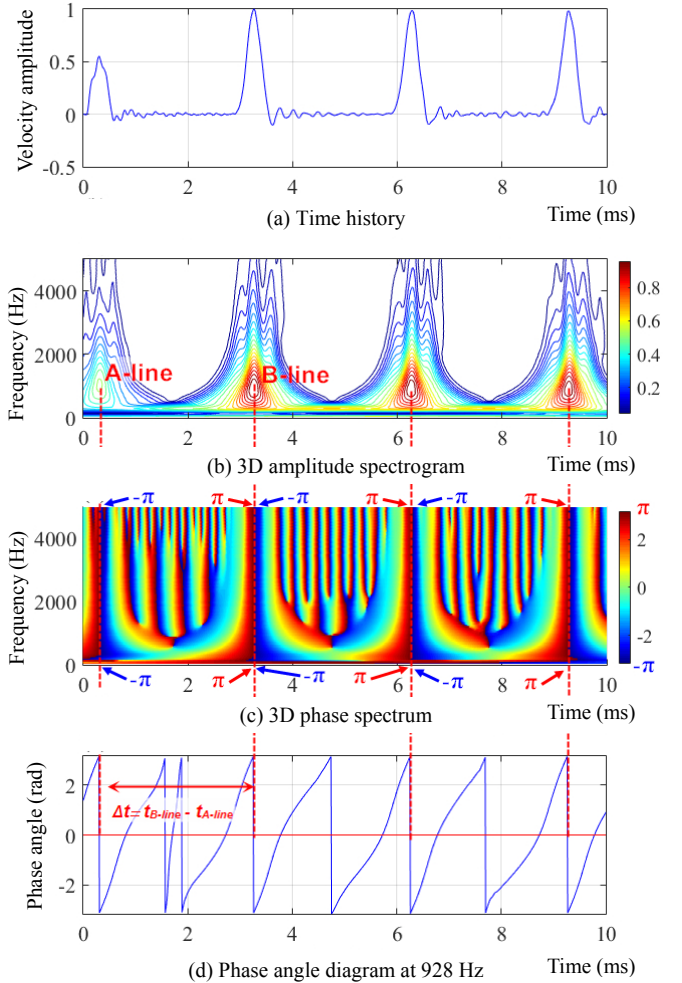 1
0.5
0
-0.5
Velocity amplitude
0 2 4 6 8 10
(a) Time history
Time (ms)
4000
2000
0
Frequency (Hz)
A-line
B-line
0.8
0.6
0.4
0.2
0 2 4 6 8 10
(b) 3D amplitude spectrogram
Time (ms)
-π π -π π -π π -π
4000
2000
0
Frequency (Hz)
π
2
0
-2
-π
-π π -π π -π π -π
0 2 4 6 8 10
(c) 3D phase spectrum
Time (ms)
2
0
-2
Phase angle (rad)
Δt= tB-line - tA-line
0 2 4 6 8 10
(d) Phase angle diagram at 928 Hz
Time (ms)